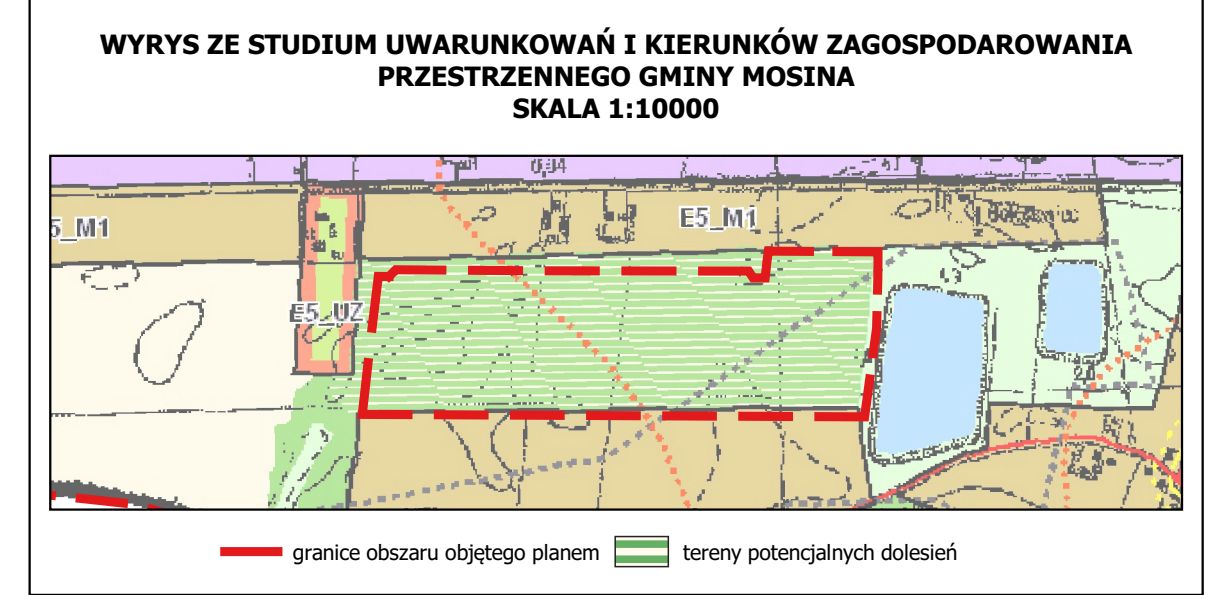 WYRYS ZE STUDIUM UWARUNKOWAŃ I KIERUNKÓW ZAGOSPODAROWANIA
PRZESTRZENNEGO GMINY MOSINA
SKALA 1:10000
E5_M1
5_M1
E5_UZ
granice obszaru objętego planem
tereny potencjalnych dolesień